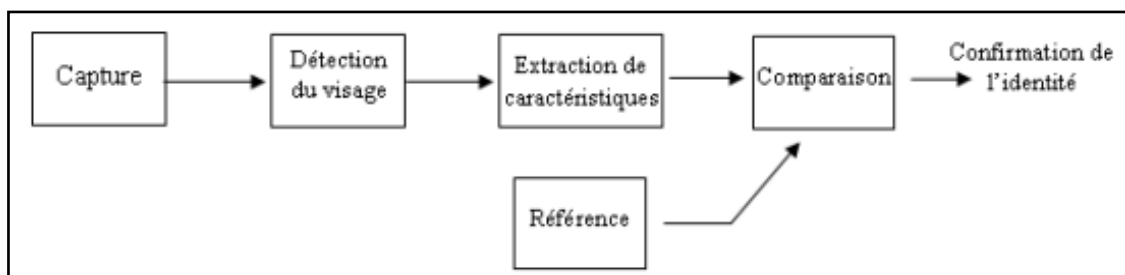 Capture
Détection
du visage
Extraction de
caractéristiques
Comparaison
Confirmation de
l'identité
Référence